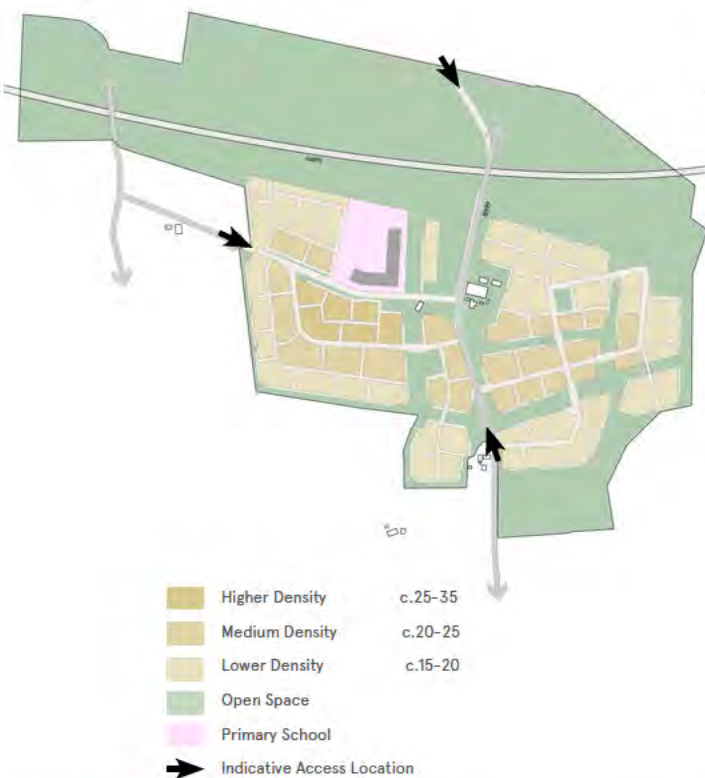 Higher Density c.25-35
Medium Density c.20-25
Lower Density c.15-20
Open Space
Primary School
Indicative Access Location